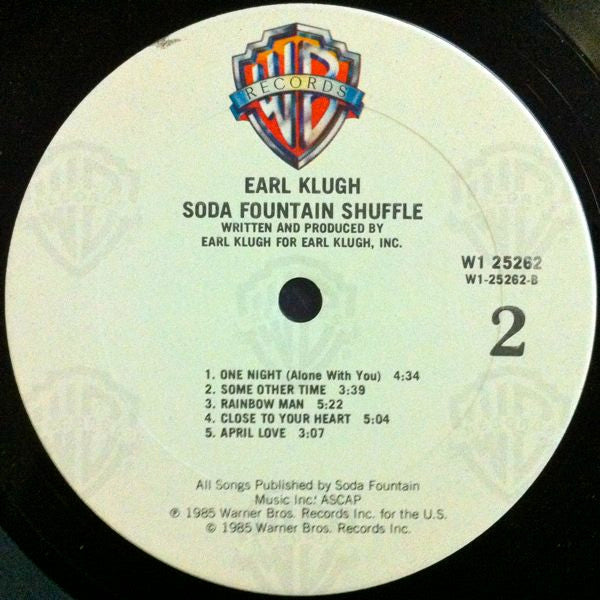 WB
RECORDS
EARL KLUGH
SODA FOUNTAIN SHUFFLE
WRITTEN AND PRODUCED BY
EARL KLUGH FOR EARL KLUGH, INC.
W1 25262
W1-25262-B
2
1. ONE NIGHT (Alone With You) 4:34
2. SOME OTHER TIME 3:39
3. RAINBOW MAN 5:22
4. CLOSE TO YOUR HEART 5:04
5. APRIL LOVE 3:07
All Songs Published by Soda Fountain
Music Inc. ASCAP
℗ 1985 Warner Bros. Records Inc. for the U.S.
© 1985 Warner Bros. Records Inc.